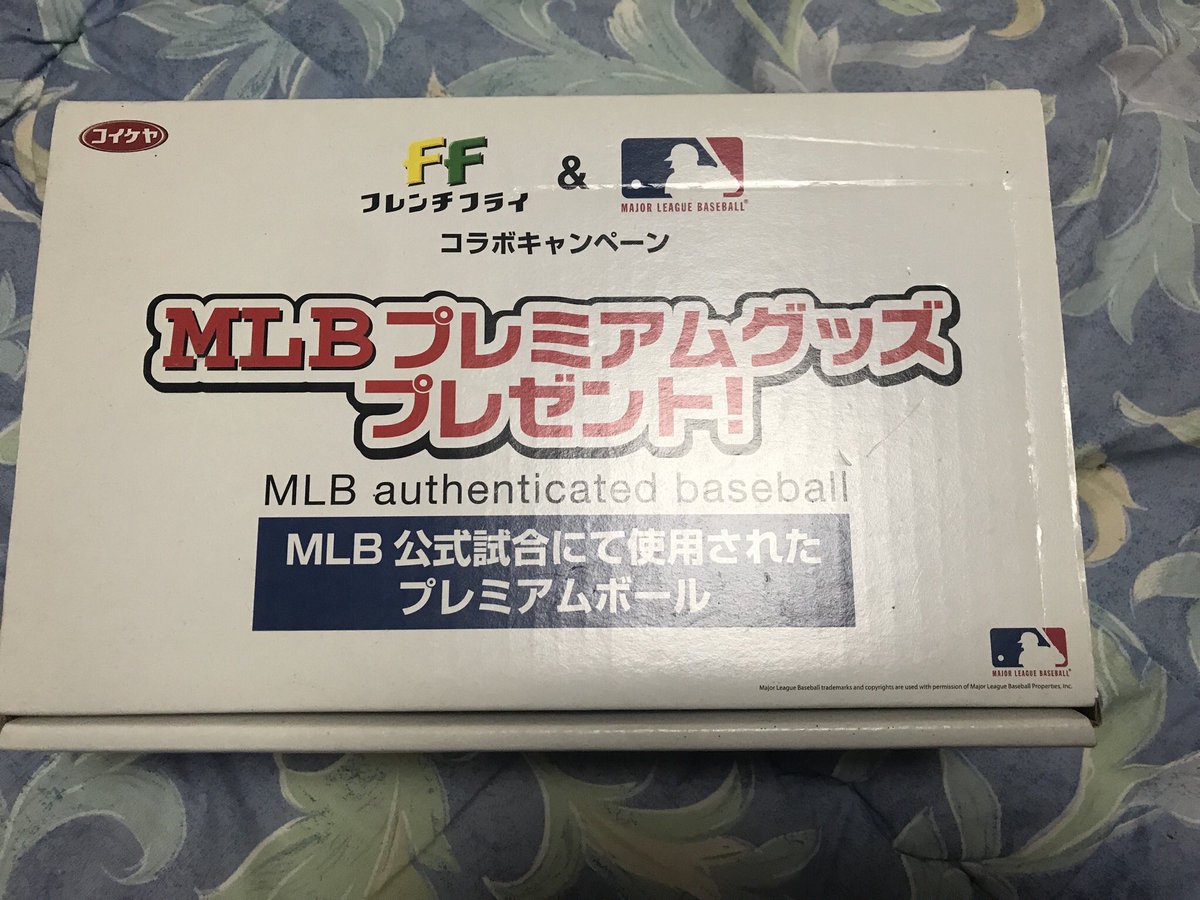 コイケヤ
FF
フレンチフライ
&
MAJOR LEAGUE BASEBALL®
コラボキャンペーン
MLBプレミアムグッズ
プレゼント!
MLB authenticated baseball
MLB 公式試合にて使用された
プレミアムボール
MAJOR LEAGUE BASEBALL®
Major League Baseball trademarks and copyrights are used with permission of Major League Baseball Properties, Inc.